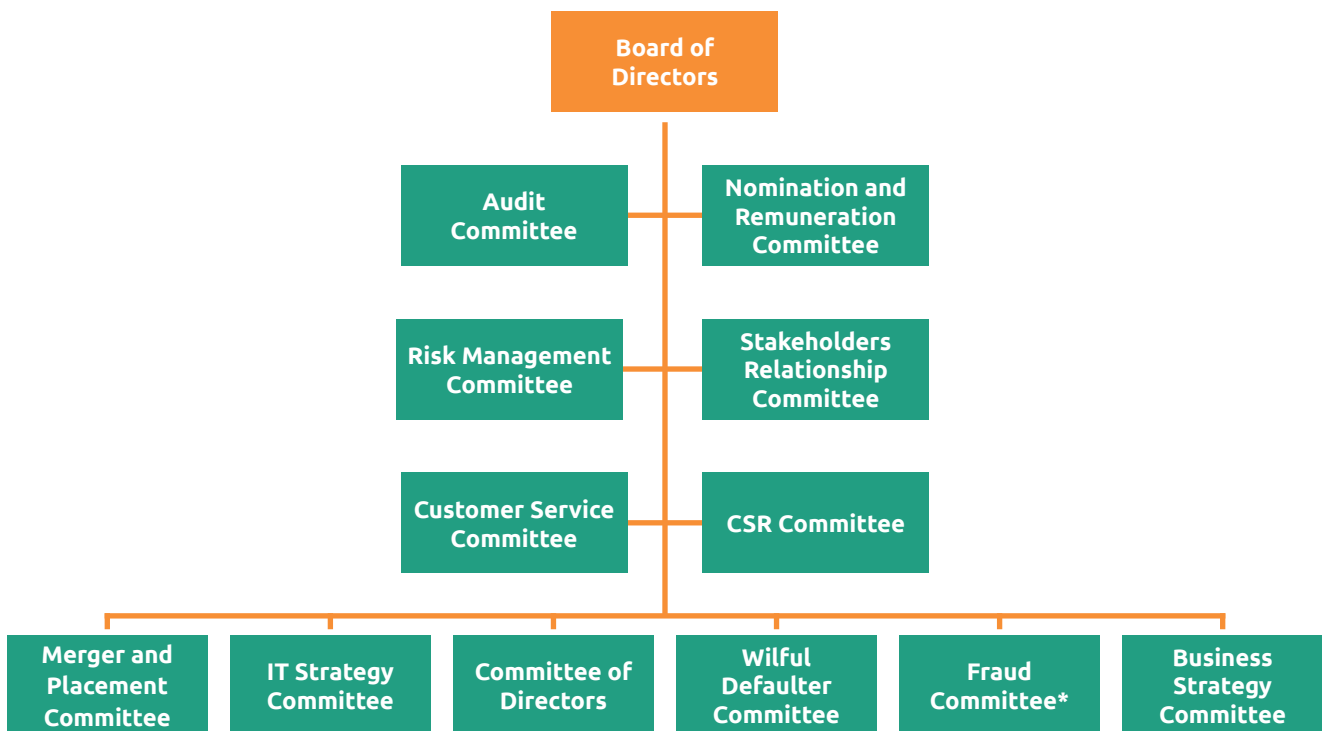 Board of
Directors
Audit
Committee
Nomination and
Remuneration
Committee
Risk Management
Committee
Stakeholders
Relationship
Committee
Customer Service
Committee
CSR Committee
Merger and
Placement
Committee
IT Strategy
Committee
Committee of
Directors
Wilful
Defaulter
Committee
Fraud
Committee*
Business
Strategy
Committee